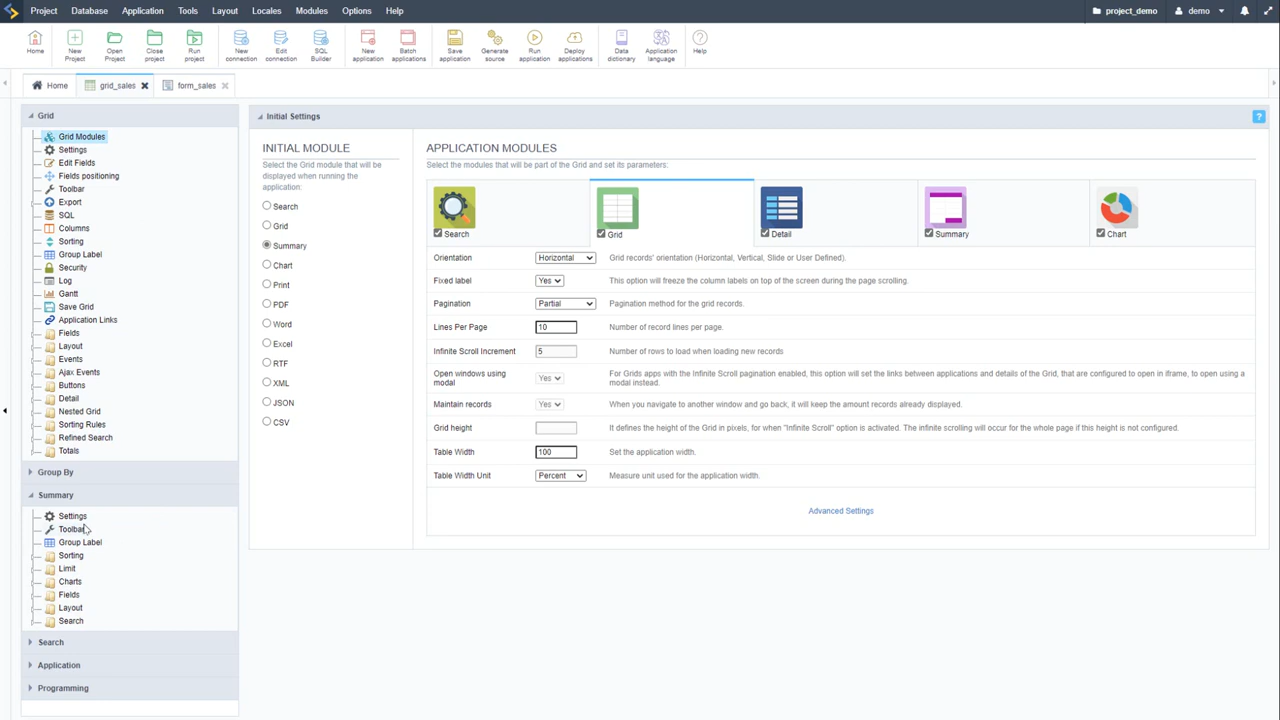 Project Database Application Tools Layout Locales Modules Options Help project_demo demo
Home New Project Open Project Close project Run project New connection Edit connection SQL Builder New application Batch applications Save application Generate source Run application Deploy applications Data dictionary Application language Help
Home grid_sales form_sales
Grid
Grid Modules
Settings
Edit Fields
Fields positioning
Toolbar
Export
SQL
Columns
Sorting
Group Label
Security
Log
Gantt
Save Grid
Application Links
Fields
Layout
Events
Ajax Events
Buttons
Detail
Nested Grid
Sorting Rules
Refined Search
Totals
Group By
Summary
Settings
Toolbar
Group Label
Sorting
Limit
Charts
Fields
Layout
Search
Search
Application
Programming
Initial Settings ?
INITIAL MODULE
Select the Grid module that will be
displayed when running the
application:
Search
Grid
Summary
Chart
Print
PDF
Word
Excel
RTF
XML
JSON
CSV
APPLICATION MODULES
Select the modules that will be part of the Grid and set its parameters:
Search Grid Detail Summary Chart
Orientation Horizontal Grid records' orientation (Horizontal, Vertical, Slide or User Defined).
Fixed label Yes This option will freeze the column labels on top of the screen during the page scrolling.
Pagination Partial Pagination method for the grid records.
Lines Per Page 10 Number of record lines per page.
Infinite Scroll Increment 5 Number of rows to load when loading new records
Open windows using modal Yes For Grids apps with the Infinite Scroll pagination enabled, this option will set the links between applications and details of the Grid, that are configured to open in iframe, to open using a
modal instead.
Maintain records Yes When you navigate to another window and go back, it will keep the amount records already displayed.
Grid height It defines the height of the Grid in pixels, for when "Infinite Scroll" option is activated. The infinite scrolling will occur for the whole page if this height is not configured.
Table Width 100 Set the application width.
Table Width Unit Percent Measure unit used for the application width.
Advanced Settings